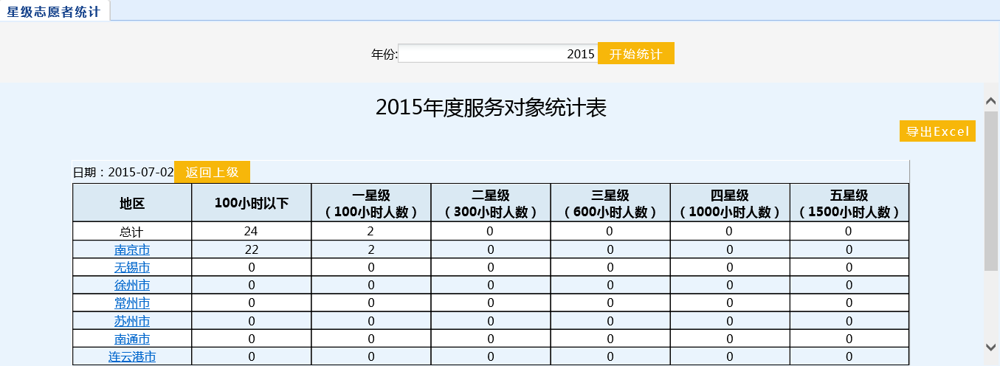 星级志愿者统计
年份:2015 开始统计
2015年度服务对象统计表
导出Excel
日期：2015-07-02 返回上级
地区 100小时以下 一星级（100小时人数） 二星级（300小时人数） 三星级（600小时人数） 四星级（1000小时人数） 五星级（1500小时人数）
总计 24 2 0 0 0 0
南京市 22 2 0 0 0 0
无锡市 0 0 0 0 0 0
徐州市 0 0 0 0 0 0
常州市 0 0 0 0 0 0
苏州市 0 0 0 0 0 0
南通市 0 0 0 0 0 0
连云港市 0 0 0 0 0 0